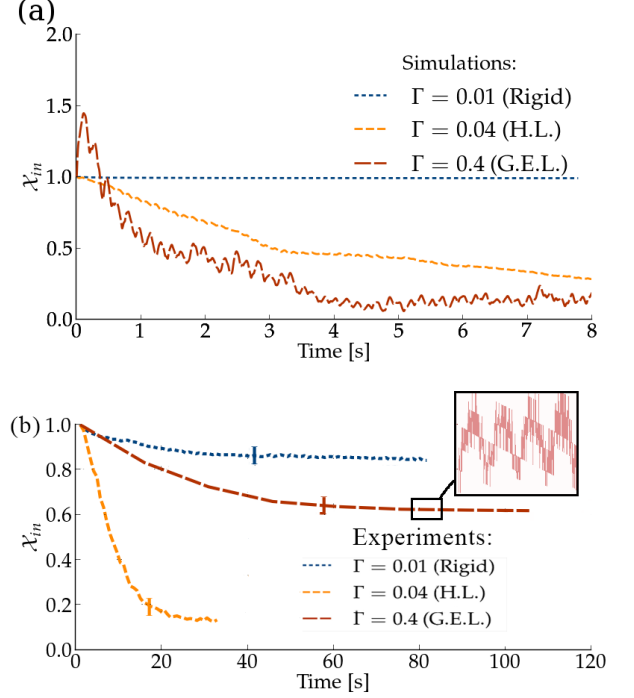 (a)
2.0
1.5
1.0
0.5
0.0
𝒳in
Simulations:
Γ = 0.01 (Rigid)
Γ = 0.04 (H.L.)
Γ = 0.4 (G.E.L.)
0 1 2 3 4 5 6 7 8
Time [s]
(b)
1.0
0.8
0.6
0.4
0.2
0.0
𝒳in
Experiments:
Γ = 0.01 (Rigid)
Γ = 0.04 (H.L.)
Γ = 0.4 (G.E.L.)
0 20 40 60 80 100 120
Time [s]